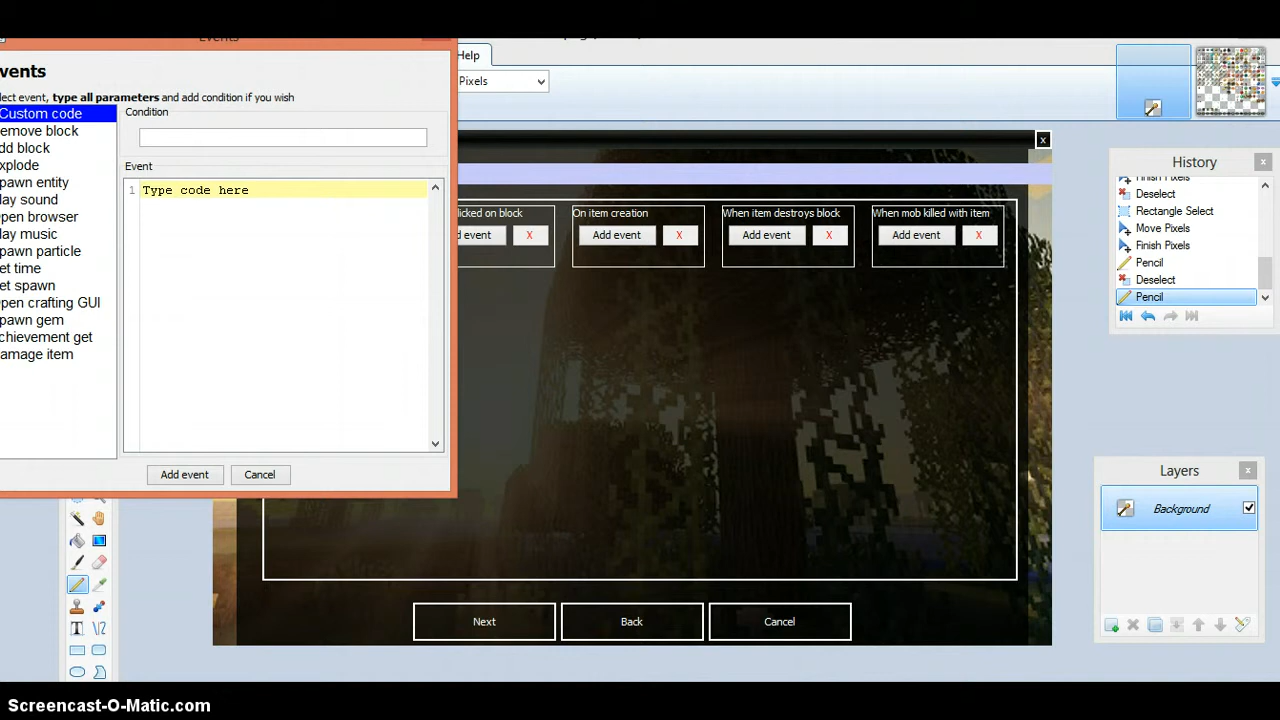 Events
Help
vents
lect event, type all parameters and add condition if you wish
Pixels
Custom code
emove block
dd block
xplode
pawn entity
lay sound
pen browser
lay music
pawn particle
et time
et spawn
pen crafting GUI
pawn gem
chievement get
amage item
Condition
Event
1 Type code here
Add event
Cancel
x
licked on block
On item creation
When item destroys block
When mob killed with item
d event
X
Add event
X
Add event
X
Add event
X
Next
Back
Cancel
History
x
Finish Pixels
Deselect
Rectangle Select
Move Pixels
Finish Pixels
Pencil
Deselect
Pencil
Layers
x
Background
Screencast-O-Matic.com